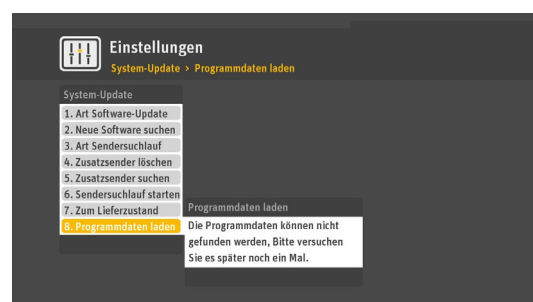 Einstellungen
System-Update > Programmdaten laden
System-Update
1. Art Software-Update
2. Neue Software suchen
3. Art Sendersuchlauf
4. Zusatzsender löschen
5. Zusatzsender suchen
6. Sendersuchlauf starten
7. Zum Lieferzustand
8. Programmdaten laden
Programmdaten laden
Die Programmdaten können nicht
gefunden werden, Bitte versuchen
Sie es später noch ein Mal.